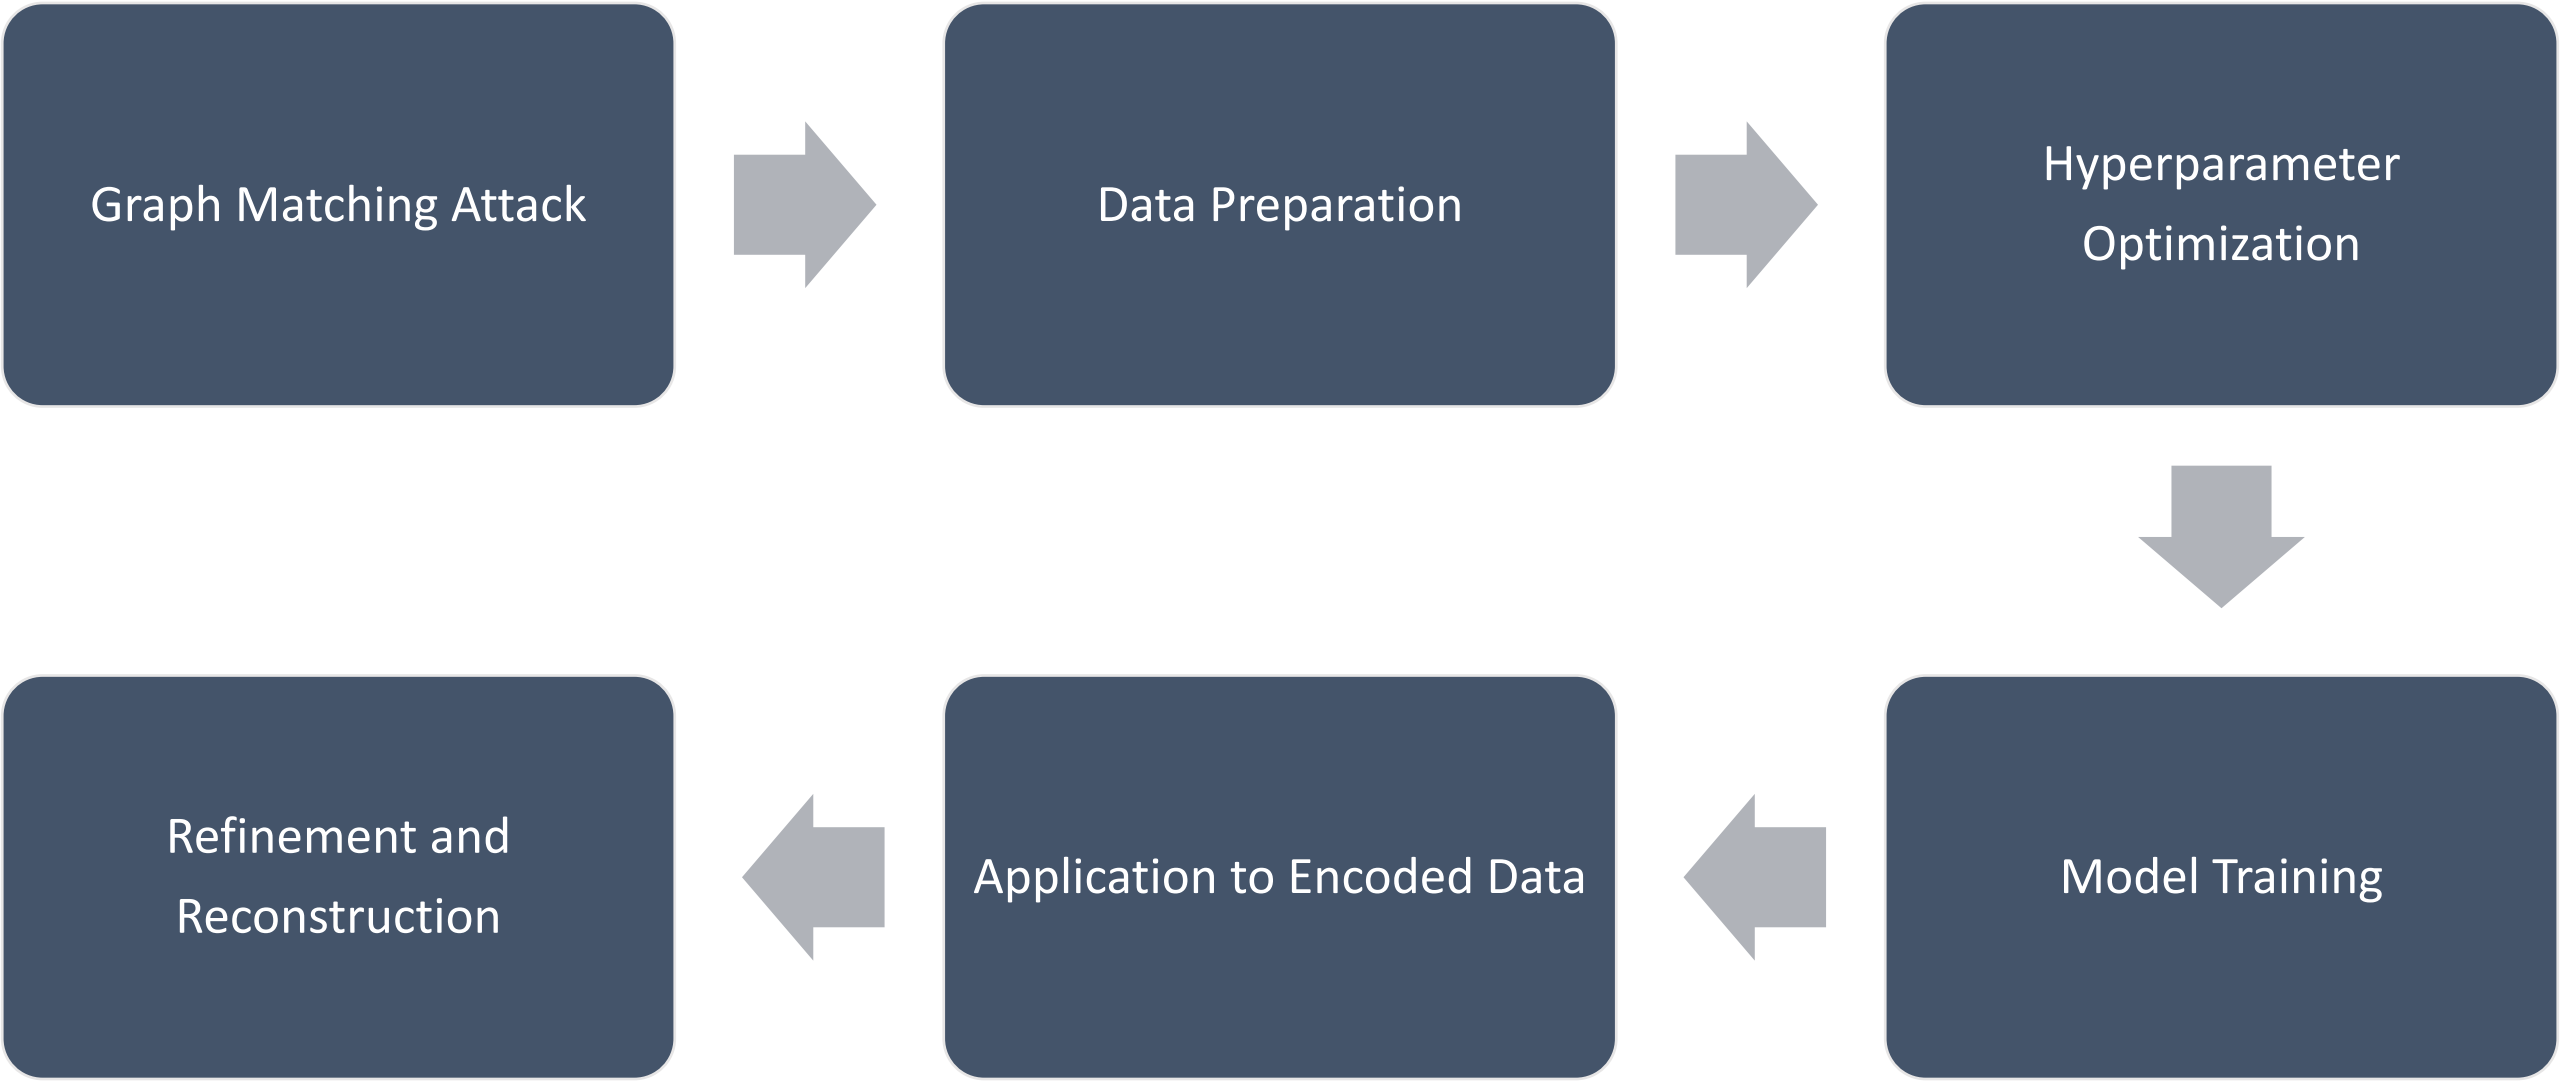 Graph Matching Attack
Data Preparation
Hyperparameter
Optimization
Model Training
Application to Encoded Data
Refinement and
Reconstruction